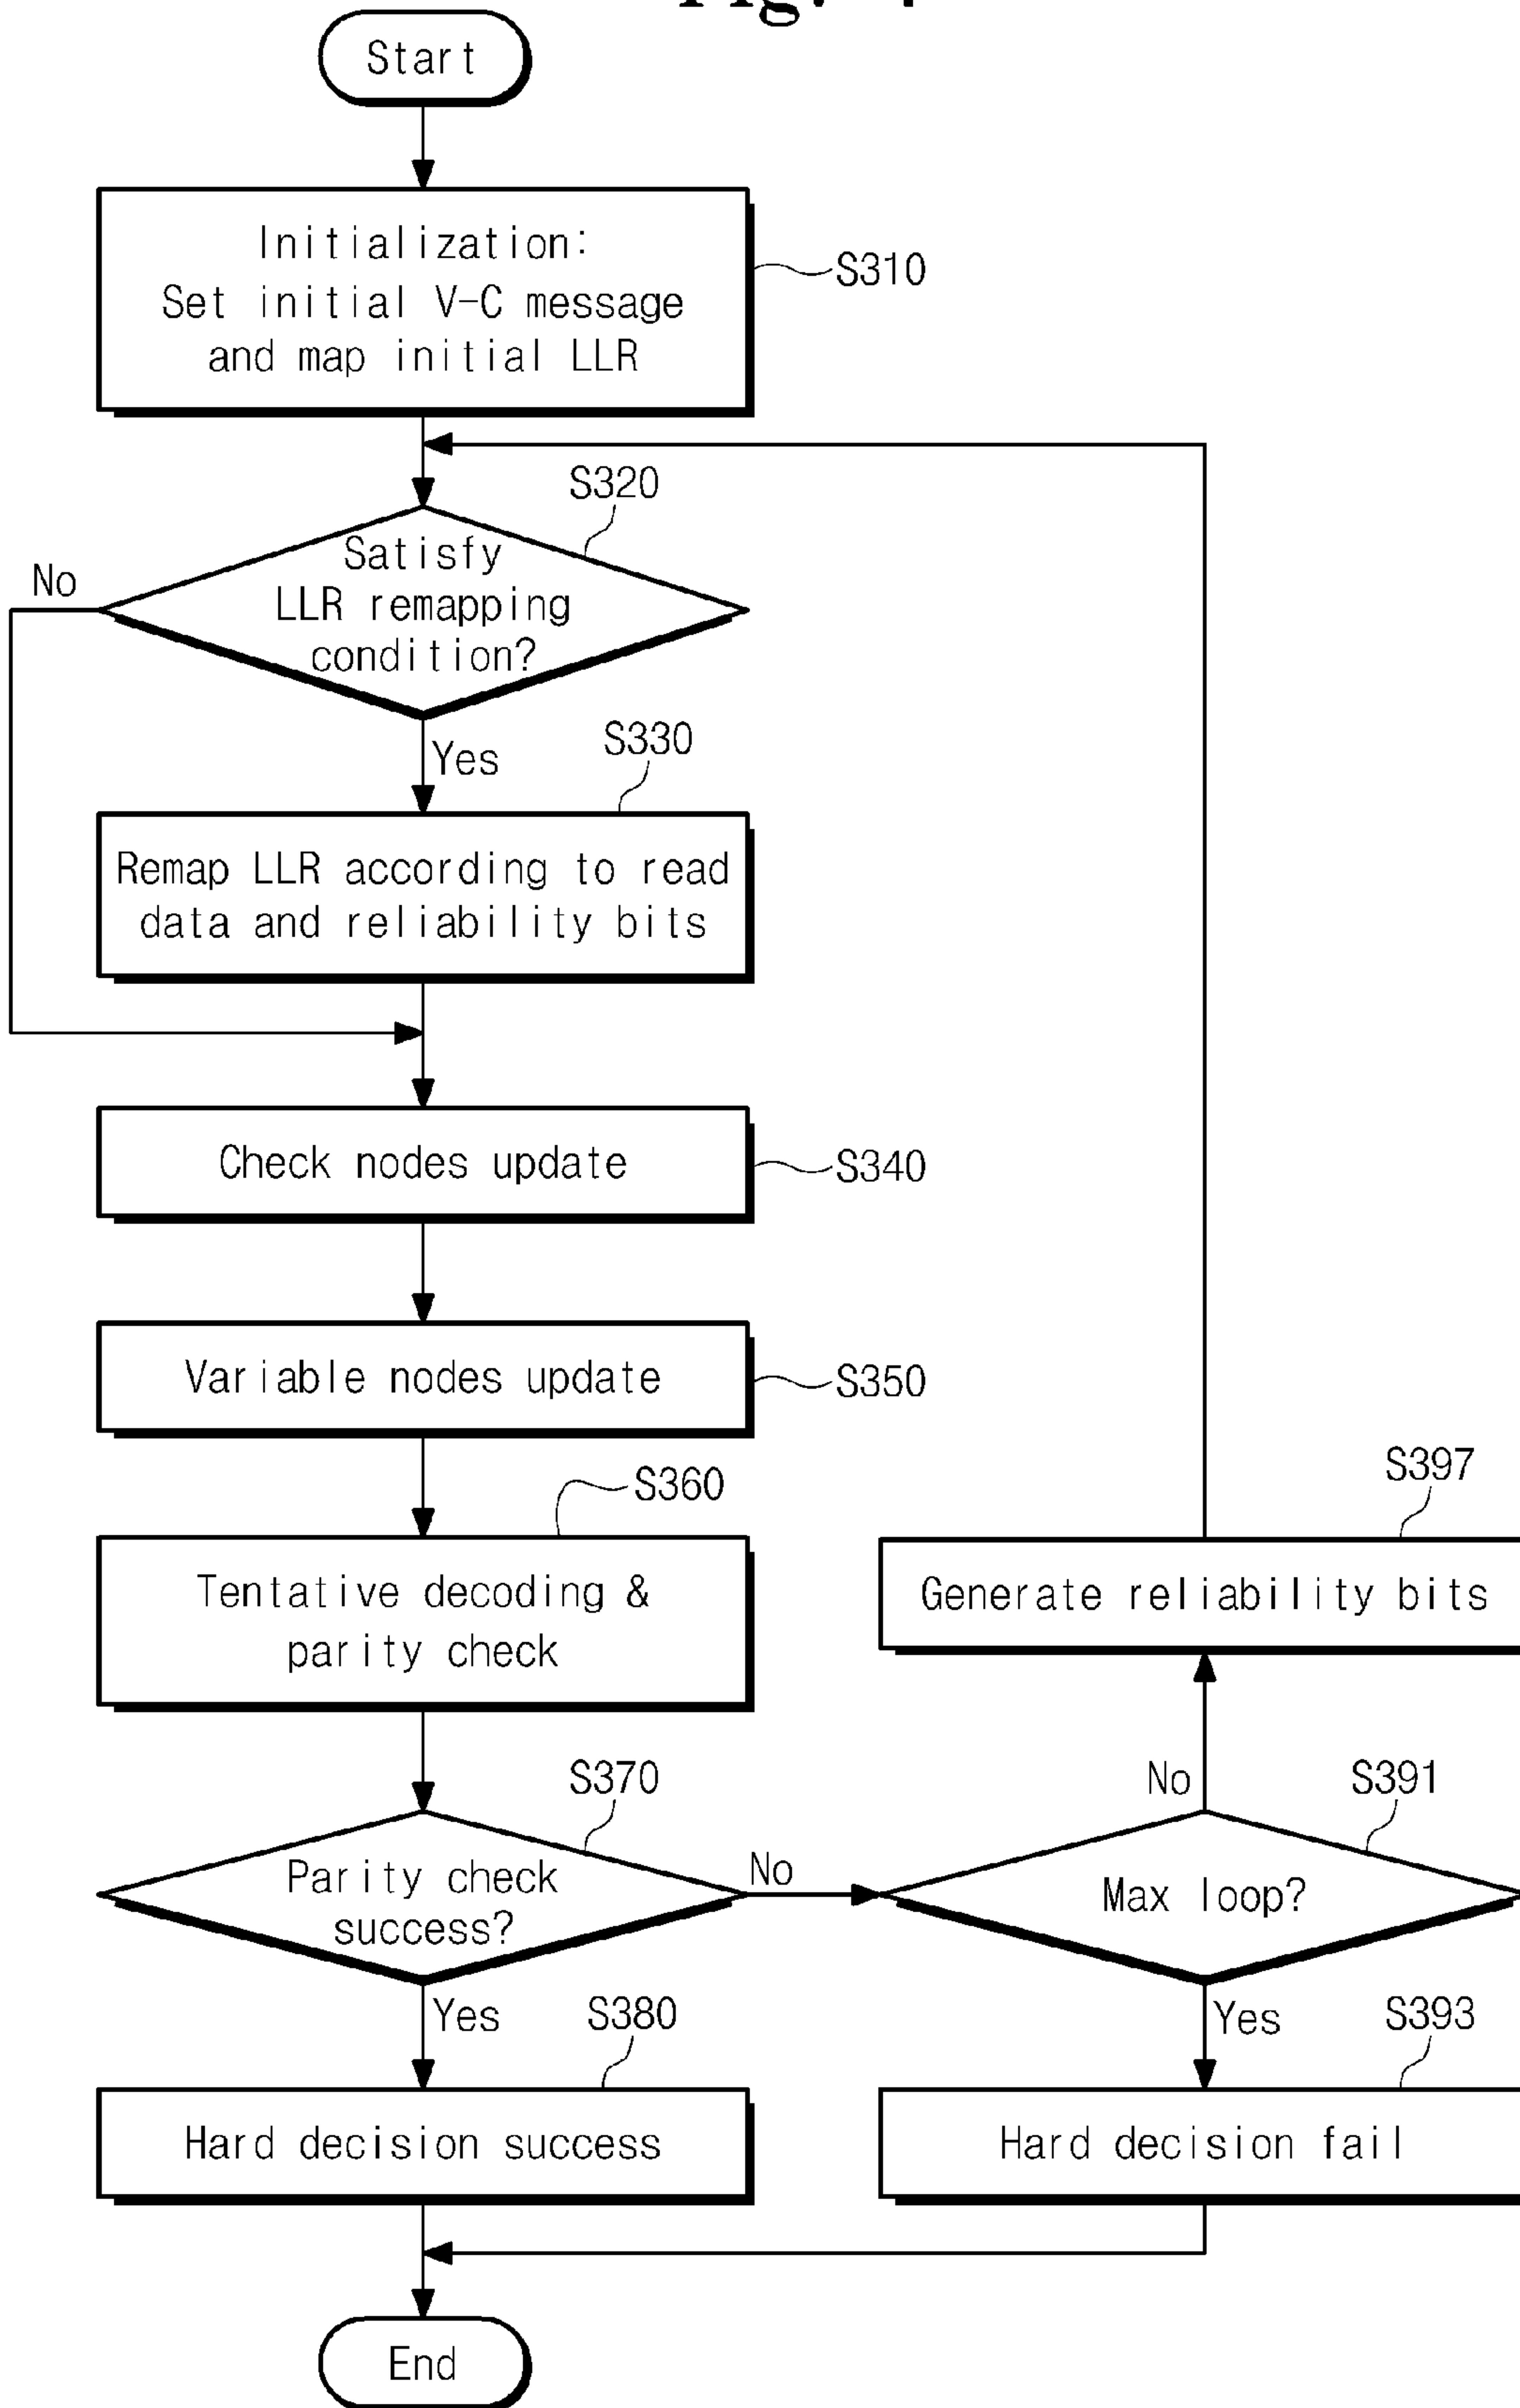 Start
Initialization:
Set initial V-C message
and map initial LLR
S310
S320
Satisfy
LLR remapping
condition?
No
Yes
S330
Remap LLR according to read
data and reliability bits
Check nodes update
S340
Variable nodes update
S350
S360
Tentative decoding &
parity check
S397
Generate reliability bits
S370
Parity check
success?
No
No
S391
Max loop?
Yes
S380
Yes
S393
Hard decision success
Hard decision fail
End